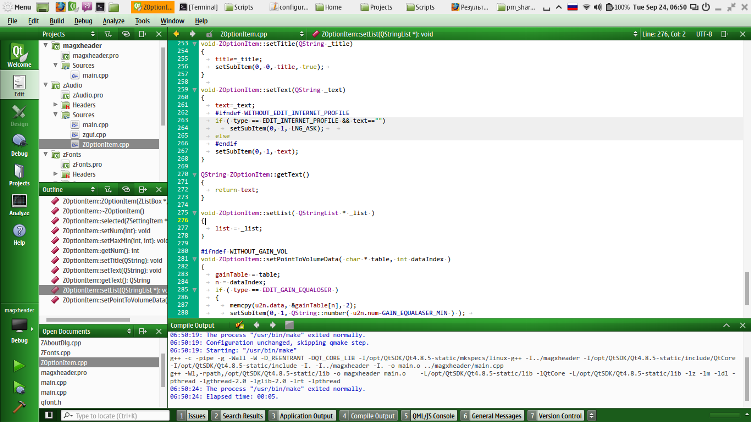 Menu
ZOptionI...
[Terminal]
Scripts
configur...
Home
Projects
Scripts
Результ...
prn_shar...
100%
Tue Sep 24, 06:50
File Edit Build Debug Analyze Tools Window Help
Projects
magxheader
magxheader.pro
Sources
main.cpp
zAudio
zAudio.pro
Headers
Sources
main.cpp
zgui.cpp
ZOptionItem.cpp
zFonts
zFonts.pro
Headers
Welcome
Edit
Design
Debug
Projects
Analyze
Help
magxheader
Debug
Outline
ZOptionItem::ZOptionItem(ZListBox *
ZOptionItem::~ZOptionItem()
ZOptionItem::selected(ZSettingItem *
ZOptionItem::setNum(int): void
ZOptionItem::setMaxMin(int, int): voi
ZOptionItem::getNum(): int
ZOptionItem::setTitle(QString): void
ZOptionItem::setText(QString): void
ZOptionItem::getText(): QString
ZOptionItem::setList(QStringList *): vo
ZOptionItem::setPointToVolumeData(
Open Documents
ZAboutDlg.cpp
ZFonts.cpp
ZOptionItem.cpp
magxheader.pro
main.cpp
main.cpp
qfont.h
ZOptionItem.cpp
ZOptionItem::setList(QStringList *): void
Line: 276, Col: 2
UTF-8
253 void ZOptionItem::setTitle(QString _title)
254 {
255 title=_title;
256 setSubItem(0, 0, title, true);
257 }
258
259 void ZOptionItem::setText(QString _text)
260 {
261 text=_text;
262 #ifndef WITHOUT_EDIT_INTERNET_PROFILE
263 if ( type == EDIT_INTERNET_PROFILE && text=="")
264 setSubItem(0, 1, LNG_ASK);
265 else
266 #endif
267 setSubItem(0, 1, text);
268 }
269
270 QString ZOptionItem::getText()
271 {
272 return text;
273 }
274
275 void ZOptionItem::setList( QStringList * _list )
276 {
277 list = _list;
278 }
279
280 #ifndef WITHOUT_GAIN_VOL
281 void ZOptionItem::setPointToVolumeData( char * table, int dataIndex )
282 {
283 gainTable = table;
284 n = dataIndex;
285 if ( type == EDIT_GAIN_EQUALOSER )
286 {
287 memcpy(u2n.data, &gainTable[n], 2);
288 setSubItem(0, 1, QString::number( u2n.num-GAIN_EQUALASER_MIN ) );
Compile Output
06:50:19: The process "/usr/bin/make" exited normally.
06:50:19: Configuration unchanged, skipping qmake step.
06:50:19: Starting: "/usr/bin/make"
g++ -c -pipe -g -Wall -W -D_REENTRANT -DQT_CORE_LIB -I/opt/QtSDK/Qt4.8.5-static/mkspecs/linux-g++ -I../magxheader -I/opt/QtSDK/Qt4.8.5-static/include/QtCore
-I/opt/QtSDK/Qt4.8.5-static/include -I. -I../magxheader -I. -o main.o ../magxheader/main.cpp
g++ -Wl,-rpath,/opt/QtSDK/Qt4.8.5-static/lib -o magxheader main.o -L/opt/QtSDK/Qt4.8.5-static/lib -lQtCore -L/opt/QtSDK/Qt4.8.5-static/lib -lz -lm -ldl -
pthread -lgthread-2.0 -lglib-2.0 -lrt -lpthread
06:50:24: The process "/usr/bin/make" exited normally.
06:50:24: Elapsed time: 00:05.
Type to locate (Ctrl+K)
1 Issues
2 Search Results
3 Application Output
4 Compile Output
5 QML/JS Console
6 General Messages
7 Version Control